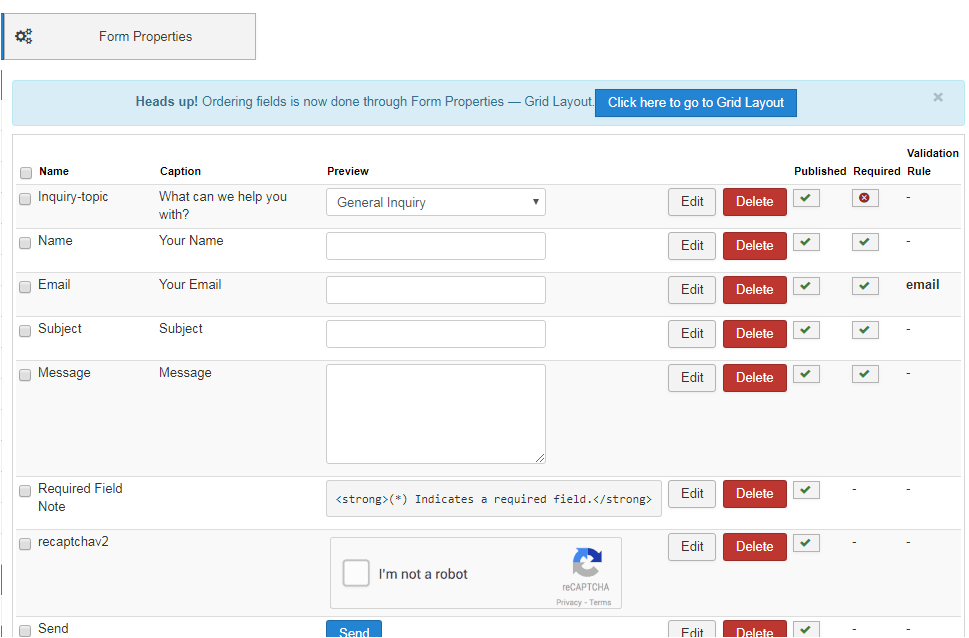 Form Properties
Heads up! Ordering fields is now done through Form Properties — Grid Layout. Click here to go to Grid Layout ×
Validation
Name Caption Preview Published Required Rule
Inquiry-topic What can we help you General Inquiry Edit Delete -
with?
Name Your Name Edit Delete -
Email Your Email Edit Delete email
Subject Subject Edit Delete -
Message Message Edit Delete -
Required Field <strong>(*) Indicates a required field.</strong> Edit Delete - -
Note
recaptchav2 I'm not a robot Edit Delete - -
reCAPTCHA
Privacy - Terms
Send Send Edit Delete - -